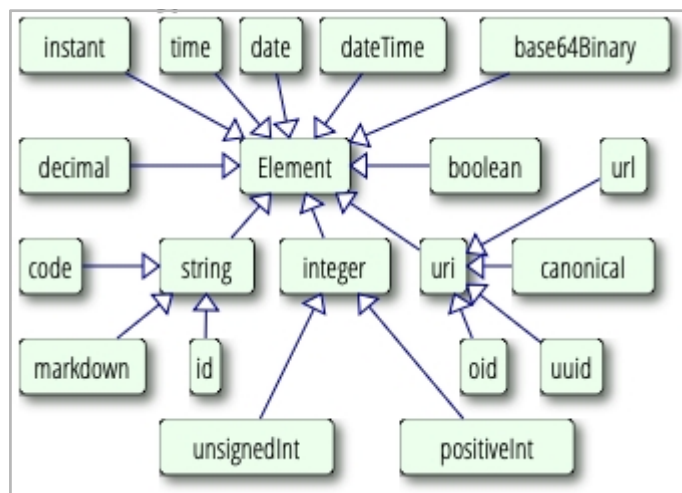 instant
time
date
dateTime
base64Binary
decimal
Element
boolean
url
code
string
integer
uri
canonical
markdown
id
oid
uuid
unsignedInt
positiveInt